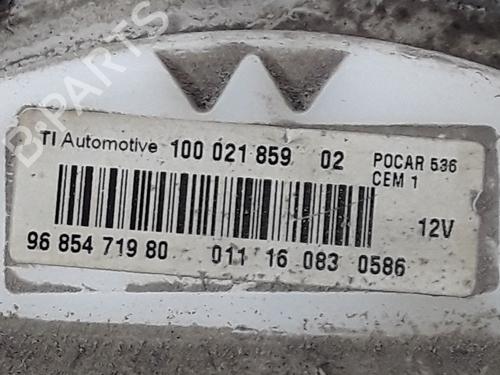 TI Automotive 100 021 859 02 POCAR 536
CEM 1
12V
96 854 719 80 011 16 083 0586
B-PARTS